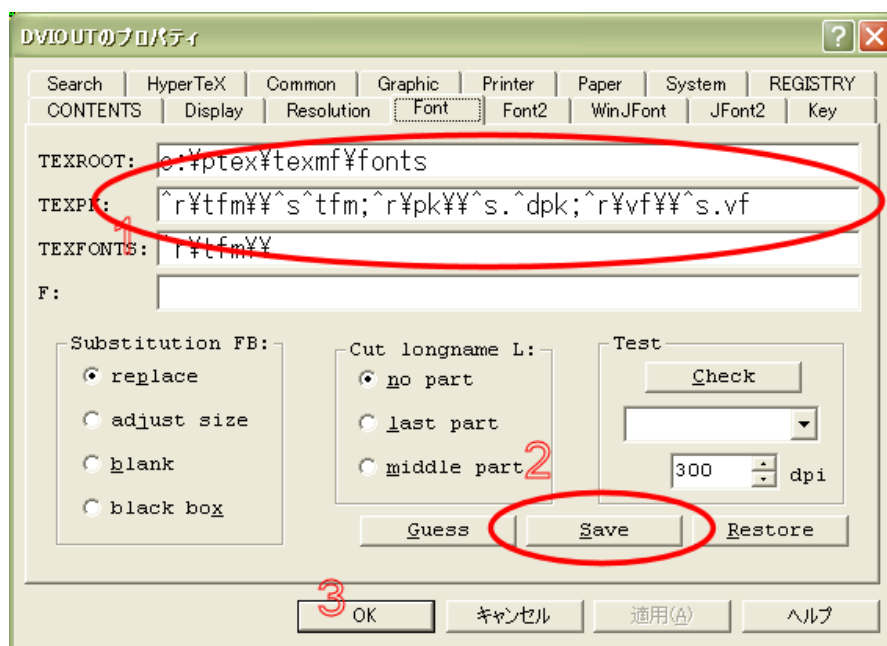 DVIOUTのプロパティ
Search HyperTeX Common Graphic Printer Paper System REGISTRY
CONTENTS Display Resolution Font Font2 WinJFont JFont2 Key
TEXROOT: e:¥ptex¥texmf¥fonts
TEXPK: ^r¥tfm¥¥^s^tfm;^r¥pk¥¥^s.^dpk;^r¥vf¥¥^s.vf
1
TEXFONTS: ^r¥tfm¥¥
F:
Substitution FB: Cut longname L: Test
replace no part Check
adjust size last part
blank middle part 2 300 dpi
black box
Guess Save Restore
3
OK キャンセル 適用(A) ヘルプ